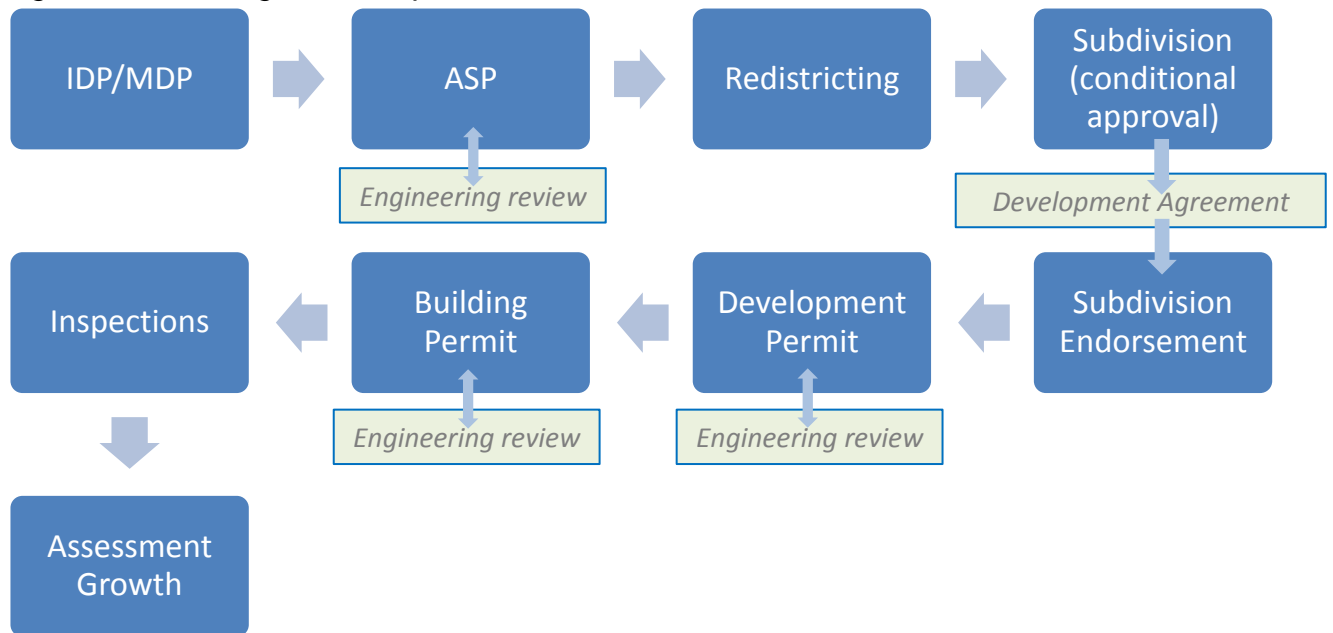 IDP/MDP
ASP
Redistricting
Subdivision
(conditional
approval)
Engineering review
Development Agreement
Inspections
Building
Permit
Development
Permit
Subdivision
Endorsement
Engineering review
Engineering review
Assessment
Growth